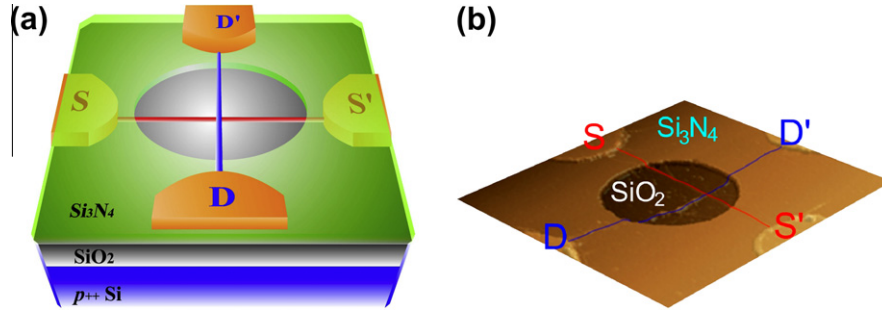 (a)
D'
S
S'
D
Si₃N₄
SiO₂
p++ Si
(b)
S
Si₃N₄
D'
SiO₂
D
S'